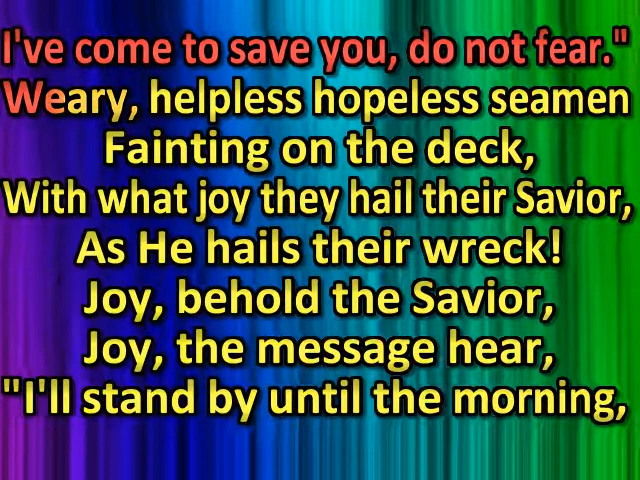 I've come to save you, do not fear."
Weary, helpless hopeless seamen
Fainting on the deck,
With what joy they hail their Savior,
As He hails their wreck!
Joy, behold the Savior,
Joy, the message hear,
"I'll stand by until the morning,